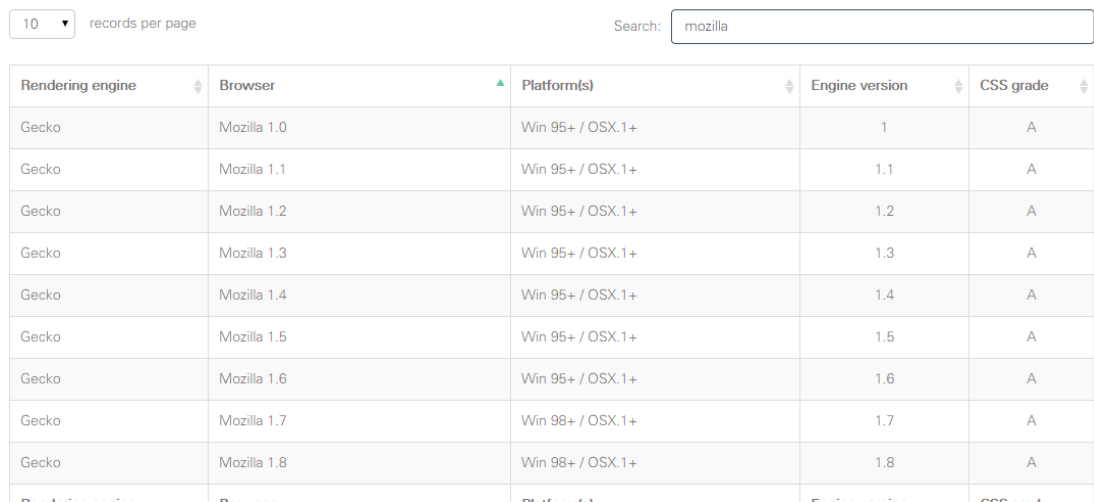 10 records per page Search: mozilla
Rendering engine Browser Platform(s) Engine version CSS grade
Gecko Mozilla 1.0 Win 95+ / OSX.1+ 1 A
Gecko Mozilla 1.1 Win 95+ / OSX.1+ 1.1 A
Gecko Mozilla 1.2 Win 95+ / OSX.1+ 1.2 A
Gecko Mozilla 1.3 Win 95+ / OSX.1+ 1.3 A
Gecko Mozilla 1.4 Win 95+ / OSX.1+ 1.4 A
Gecko Mozilla 1.5 Win 95+ / OSX.1+ 1.5 A
Gecko Mozilla 1.6 Win 95+ / OSX.1+ 1.6 A
Gecko Mozilla 1.7 Win 98+ / OSX.1+ 1.7 A
Gecko Mozilla 1.8 Win 98+ / OSX.1+ 1.8 A